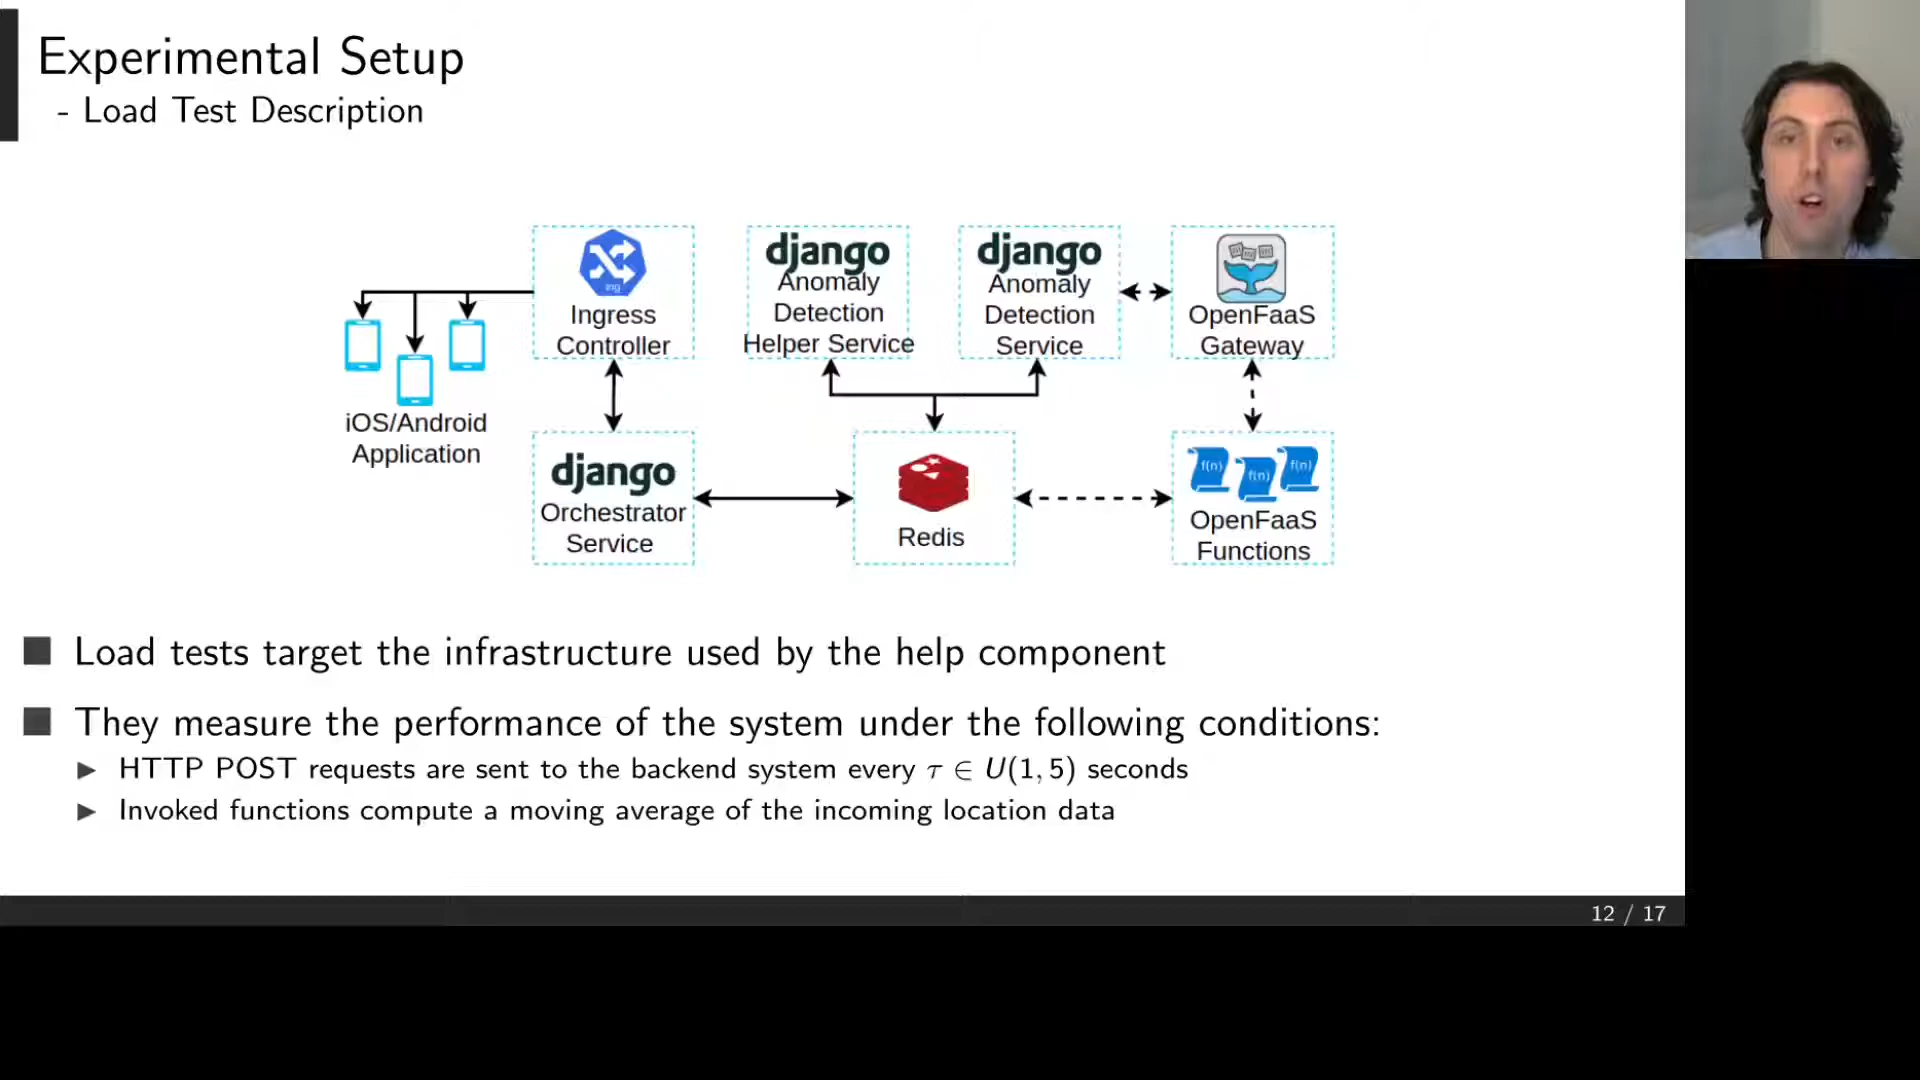 Experimental Setup
- Load Test Description
ing
Ingress
Controller
django
Anomaly
Detection
Helper Service
django
Anomaly
Detection
Service
OpenFaaS
Gateway
iOS/Android
Application
django
Orchestrator
Service
Redis
f(n) f(n) f(n)
OpenFaaS
Functions
Load tests target the infrastructure used by the help component
They measure the performance of the system under the following conditions:
HTTP POST requests are sent to the backend system every τ ∈ U(1, 5) seconds
Invoked functions compute a moving average of the incoming location data
12 / 17